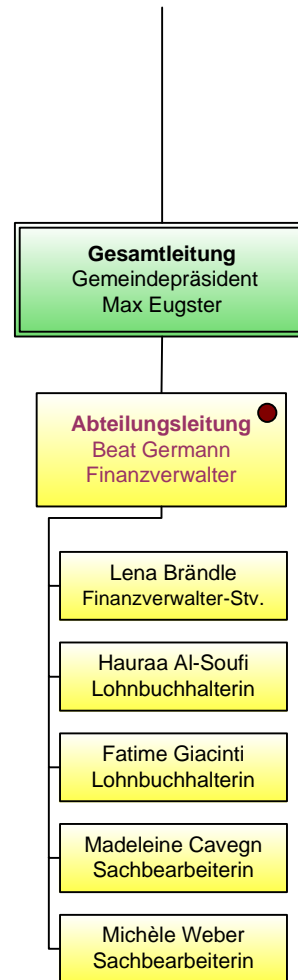 Gesamtleitung
Gemeindepräsident
Max Eugster
Abteilungsleitung
Beat Germann
Finanzverwalter
Lena Brändle
Finanzverwalter-Stv.
Hauraa Al-Soufi
Lohnbuchhalterin
Fatime Giacinti
Lohnbuchhalterin
Madeleine Cavegn
Sachbearbeiterin
Michèle Weber
Sachbearbeiterin